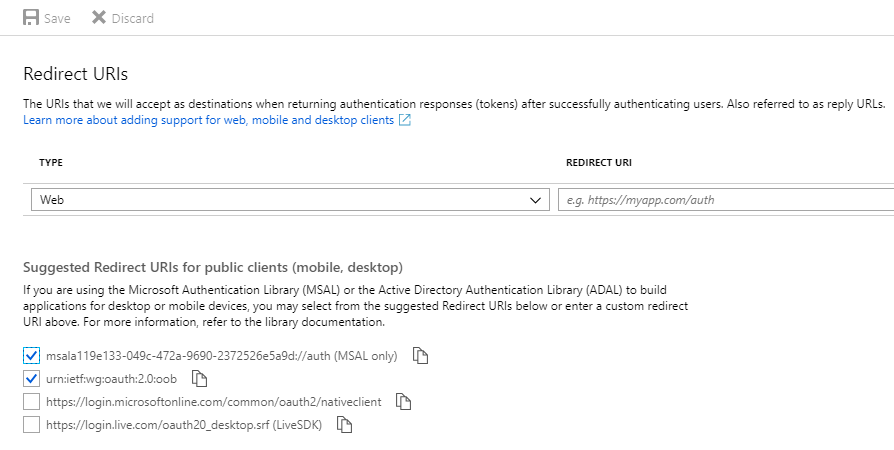 Save Discard
Redirect URIs
The URIs that we will accept as destinations when returning authentication responses (tokens) after successfully authenticating users. Also referred to as reply URLs.
Learn more about adding support for web, mobile and desktop clients
TYPE REDIRECT URI
Web e.g. https://myapp.com/auth
Suggested Redirect URIs for public clients (mobile, desktop)
If you are using the Microsoft Authentication Library (MSAL) or the Active Directory Authentication Library (ADAL) to build
applications for desktop or mobile devices, you may select from the suggested Redirect URIs below or enter a custom redirect
URI above. For more information, refer to the library documentation.
msala119e133-049c-472a-9690-2372526e5a9d://auth (MSAL only)
urn:ietf:wg:oauth:2.0:oob
https://login.microsoftonline.com/common/oauth2/nativeclient
https://login.live.com/oauth20_desktop.srf (LiveSDK)